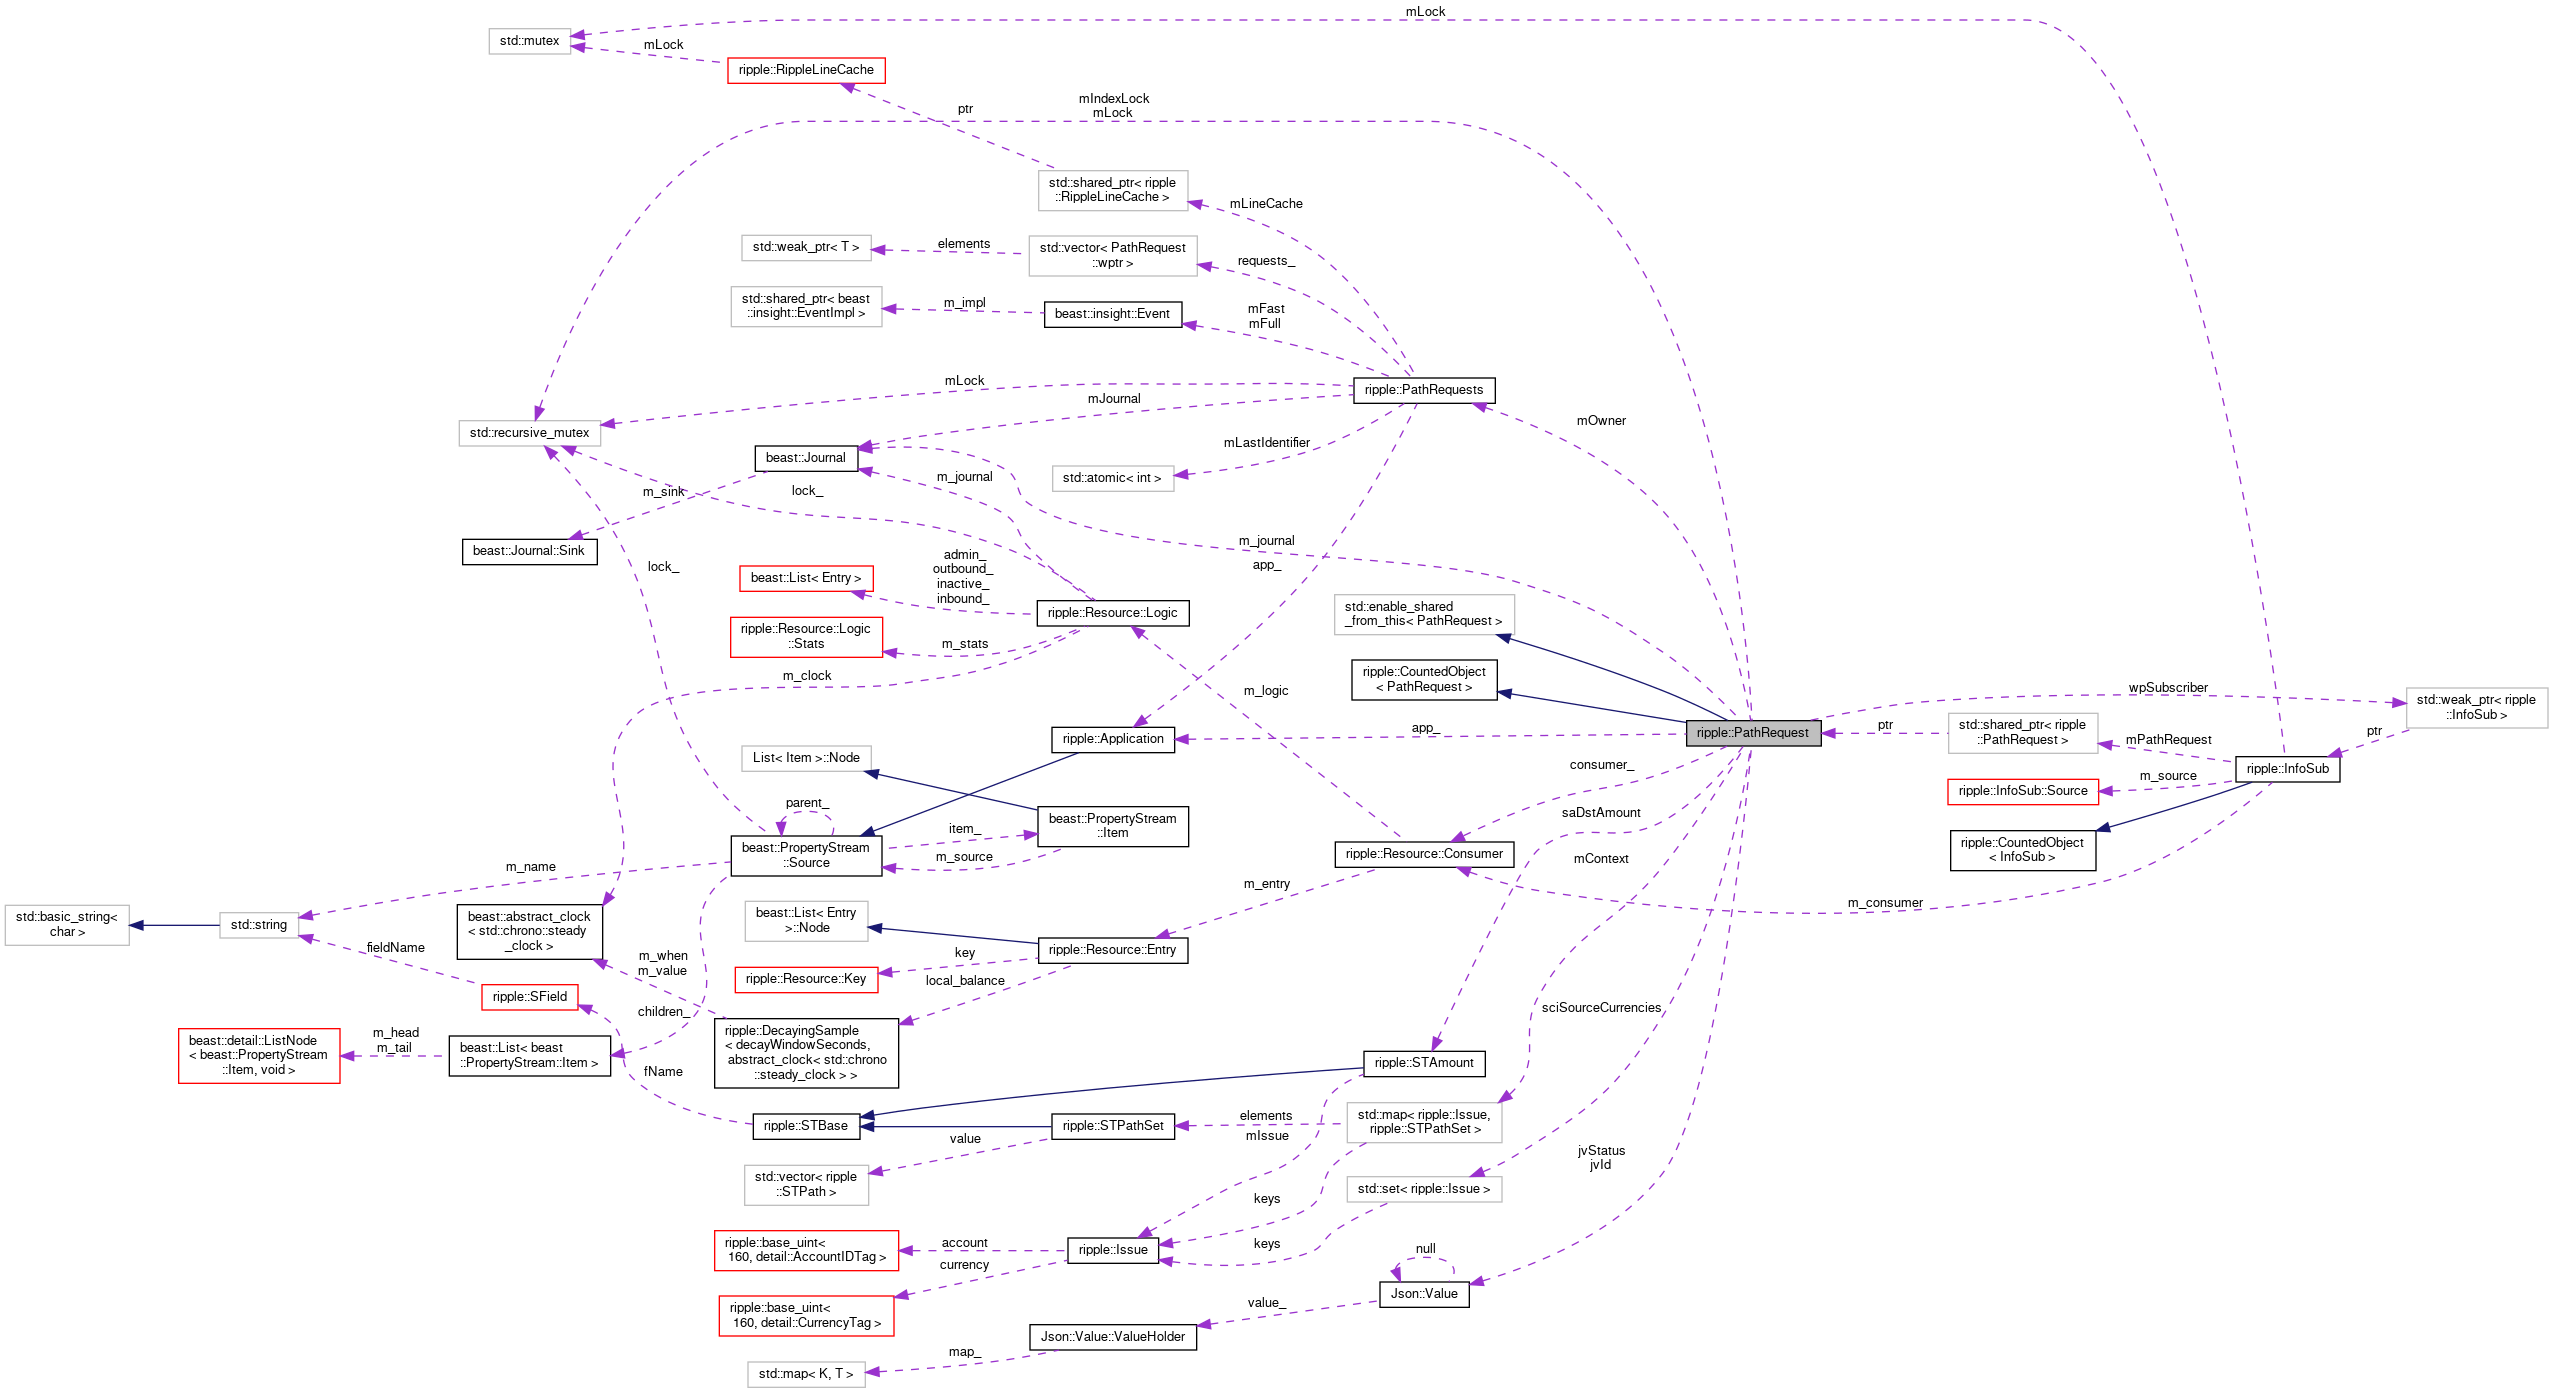 mLock
std::mutex
mLock
ripple::RippleLineCache
mIndexLock
mLock
ptr
std::shared_ptr< ripple
::RippleLineCache >
mLineCache
std::weak_ptr< T >
elements
std::vector< PathRequest
::wptr >
requests_
std::shared_ptr< beast
::insight::EventImpl >
m_impl
beast::insight::Event
mFast
mFull
mLock
ripple::PathRequests
mJournal
mOwner
std::recursive_mutex
mLastIdentifier
beast::Journal
m_journal
std::atomic< int >
m_sink
lock_
beast::Journal::Sink
m_journal
app_
lock_
admin_
outbound_
inactive_
inbound_
beast::List< Entry >
ripple::Resource::Logic
std::enable_shared
_from_this< PathRequest >
ripple::Resource::Logic
::Stats
m_stats
m_clock
m_logic
ripple::CountedObject
< PathRequest >
wpSubscriber
std::weak_ptr< ripple
::InfoSub >
ripple::Application
app_
ripple::PathRequest
ptr
std::shared_ptr< ripple
::PathRequest >
mPathRequest
ptr
List< Item >::Node
consumer_
m_source
ripple::InfoSub
ripple::InfoSub::Source
parent_
item_
beast::PropertyStream
::Item
saDstAmount
beast::PropertyStream
::Source
m_source
ripple::Resource::Consumer
mContext
ripple::CountedObject
< InfoSub >
m_name
m_entry
m_consumer
std::basic_string<
char >
std::string
beast::abstract_clock
< std::chrono::steady
_clock >
beast::List< Entry
>::Node
fieldName
m_when
m_value
key
ripple::Resource::Entry
ripple::Resource::Key
local_balance
ripple::SField
children_
sciSourceCurrencies
beast::detail::ListNode
< beast::PropertyStream
::Item, void >
m_head
m_tail
beast::List< beast
::PropertyStream::Item >
ripple::DecayingSample
< decayWindowSeconds,
abstract_clock< std::chrono
::steady_clock > >
fName
ripple::STAmount
ripple::STBase
ripple::STPathSet
elements
mIssue
std::map< ripple::Issue,
ripple::STPathSet >
value
jvStatus
jvId
std::vector< ripple
::STPath >
keys
std::set< ripple::Issue >
ripple::base_uint<
160, detail::AccountIDTag >
account
ripple::Issue
keys
currency
null
ripple::base_uint<
160, detail::CurrencyTag >
value_
Json::Value
Json::Value::ValueHolder
map_
std::map< K, T >